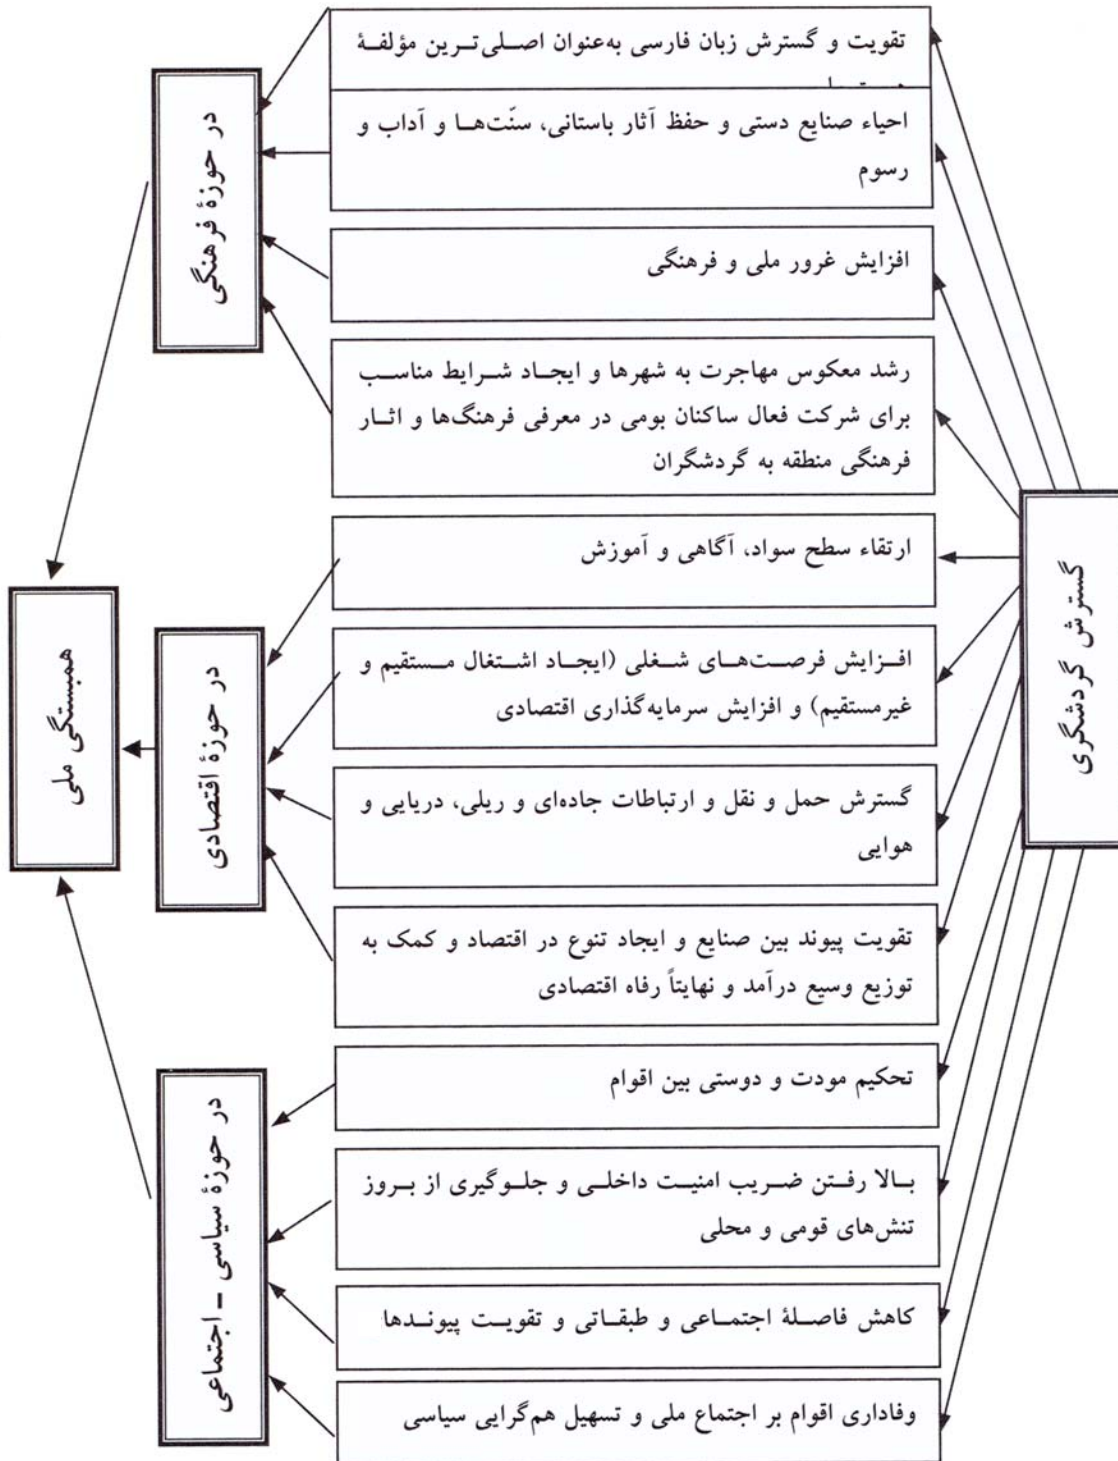 گسترش گردشگری
تقویت و گسترش زبان فارسی به‌عنوان اصلی‌ترین مؤلفۀ
احیاء صنایع دستی و حفظ آثار باستانی، سنّت‌ها و آداب و
رسوم
افزایش غرور ملی و فرهنگی
رشد معکوس مهاجرت به شهرها و ایجاد شرایط مناسب
برای شرکت فعال ساکنان بومی در معرفی فرهنگ‌ها و اثار
فرهنگی منطقه به گردشگران
ارتقاء سطح سواد، آگاهی و آموزش
افزایش فرصت‌های شغلی (ایجاد اشتغال مستقیم و
غیرمستقیم) و افزایش سرمایه‌گذاری اقتصادی
گسترش حمل و نقل و ارتباطات جاده‌ای و ریلی، دریایی و
هوایی
تقویت پیوند بین صنایع و ایجاد تنوع در اقتصاد و کمک به
توزیع وسیع درآمد و نهایتاً رفاه اقتصادی
تحکیم مودت و دوستی بین اقوام
بالا رفتن ضریب امنیت داخلی و جلوگیری از بروز
تنش‌های قومی و محلی
کاهش فاصلۀ اجتماعی و طبقاتی و تقویت پیوندها
وفاداری اقوام بر اجتماع ملی و تسهیل هم‌گرایی سیاسی
در حوزۀ فرهنگی
در حوزۀ اقتصادی
در حوزۀ سیاسی - اجتماعی
همبستگی ملی